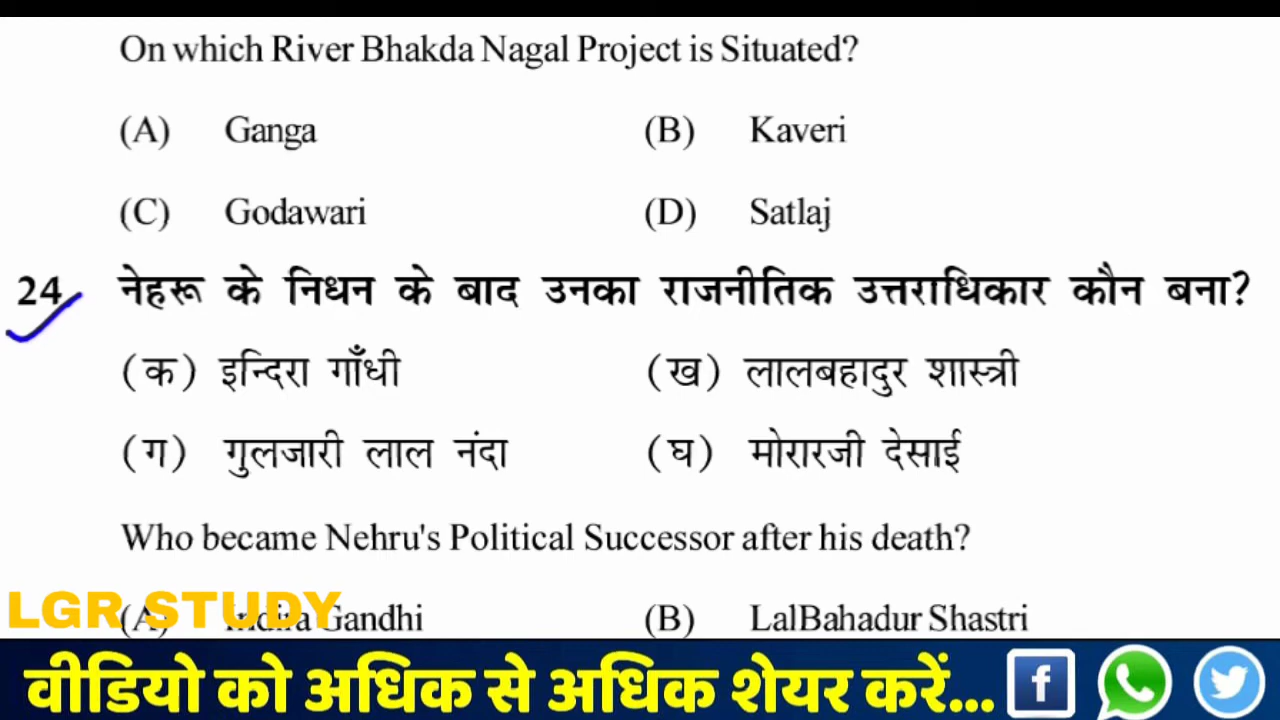 On which River Bhakda Nagal Project is Situated?
(A) Ganga (B) Kaveri
(C) Godawari (D) Satlaj
24. नेहरू के निधन के बाद उनका राजनीतिक उत्तराधिकार कौन बना?
(क) इन्दिरा गाँधी (ख) लालबहादुर शास्त्री
(ग) गुलजारी लाल नंदा (घ) मोरारजी देसाई
Who became Nehru's Political Successor after his death?
(A) Indira Gandhi (B) LalBahadur Shastri
LGR STUDY
वीडियो को अधिक से अधिक शेयर करें...